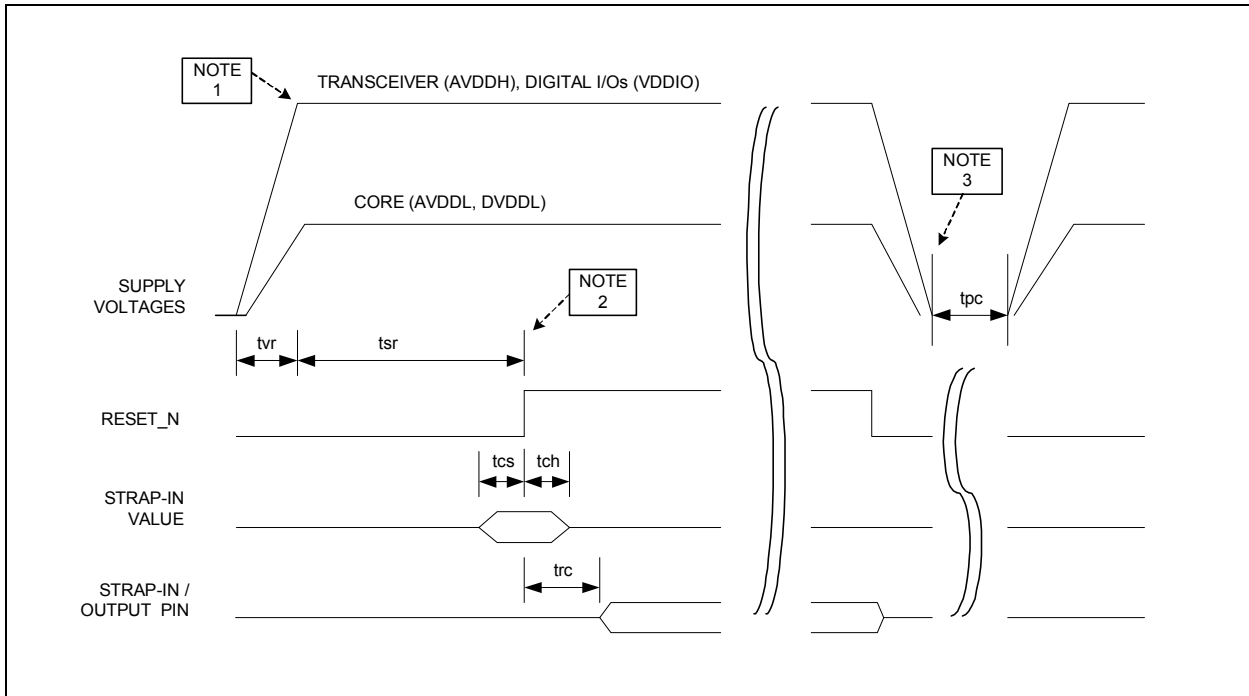 NOTE
1
TRANSCEIVER (AVDDH), DIGITAL I/Os (VDDIO)
NOTE
3
CORE (AVDDL, DVDDL)
SUPPLY
VOLTAGES
NOTE
2
tpc
tvr
tsr
RESET_N
tcs
tch
STRAP-IN
VALUE
trc
STRAP-IN /
OUTPUT PIN